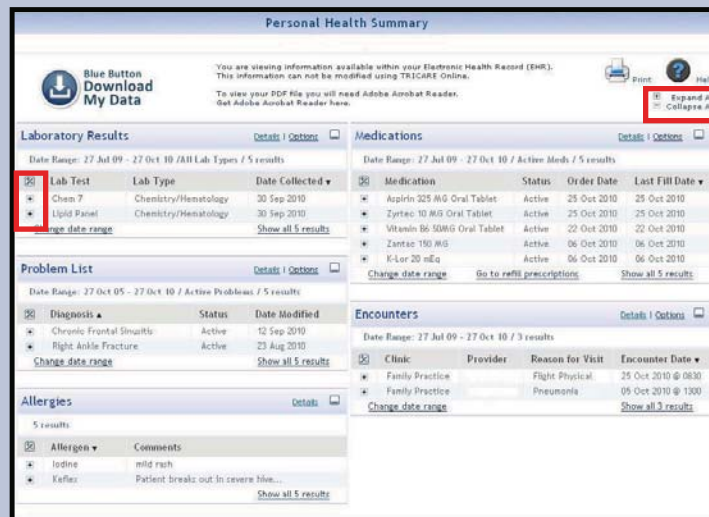 Personal Health Summary
Blue Button
Download
My Data
You are viewing information available within your Electronic Health Record (EHR).
This information can not be modified using TRICARE Online.
To view your PDF file you will need Adobe Acrobat Reader.
Get Adobe Acrobat Reader here.
Print Hel
Expand A
Collapse A
Laboratory Results Details | Options
Date Range: 27 Jul 09 - 27 Oct 10 /All Lab Types / 5 results
Lab Test Lab Type Date Collected
Chem 7 Chemistry/Hematology 30 Sep 2010
Lipid Panel Chemistry/Hematology 30 Sep 2010
Change date range Show all 5 results
Problem List Details | Options
Date Range: 27 Oct 05 - 27 Oct 10 / Active Problems / 5 results
Diagnosis Status Date Modified
Chronic Frontal Sinusitis Active 12 Sep 2010
Right Ankle Fracture Active 23 Aug 2010
Change date range Show all 5 results
Allergies Details
5 results
Allergen Comments
Iodine mild rash
Keflex Patient breaks out in severe hive...
Show all 5 results
Medications Details | Options
Date Range: 27 Jul 09 - 27 Oct 10 / Active Meds / 5 results
Medication Status Order Date Last Fill Date
Aspirin 325 MG Oral Tablet Active 25 Oct 2010 25 Oct 2010
Zyrtec 10 MG Oral Tablet Active 25 Oct 2010 25 Oct 2010
Vitamin B6 50MG Oral Tablet Active 22 Oct 2010 22 Oct 2010
Zantac 150 MG Active 06 Oct 2010 06 Oct 2010
K-Lor 20 mEq Active 06 Oct 2010 06 Oct 2010
Change date range Go to refill prescriptions Show all 5 results
Encounters Details | Options
Date Range: 27 Jul 09 - 27 Oct 10 / 3 results
Clinic Provider Reason for Visit Encounter Date
Family Practice Flight Physical 25 Oct 2010 @ 0830
Family Practice Pneumonia 05 Oct 2010 @ 1300
Change date range Show all 3 results